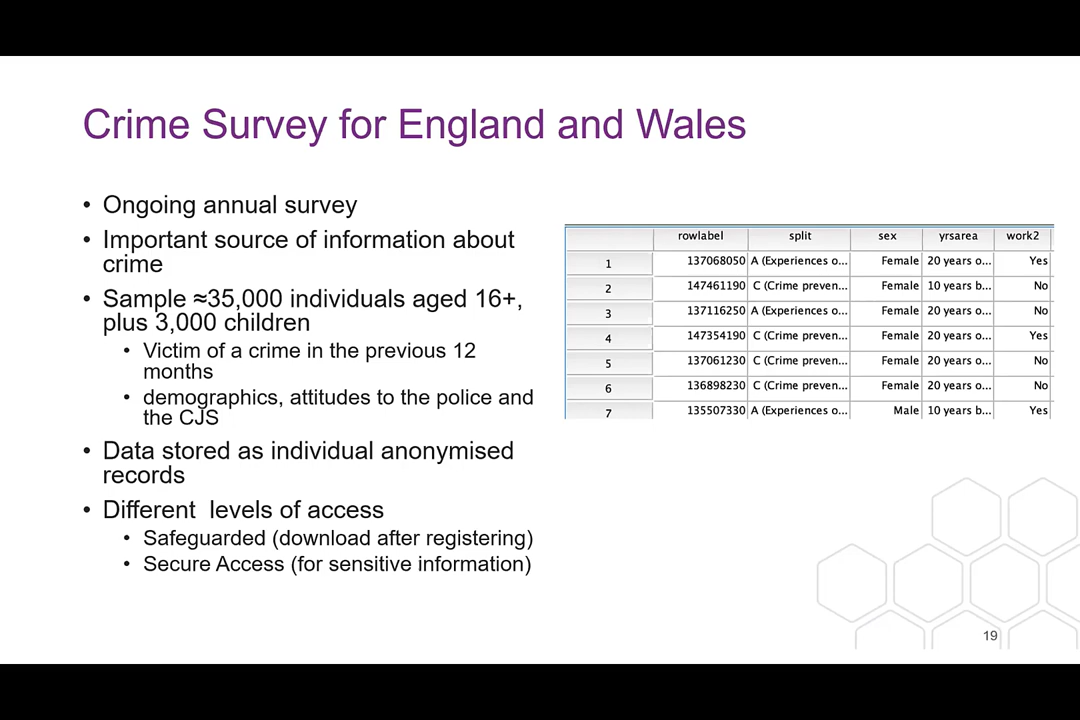 Crime Survey for England and Wales
• Ongoing annual survey
• Important source of information about
crime
• Sample ≈35,000 individuals aged 16+,
plus 3,000 children
• Victim of a crime in the previous 12
months
• demographics, attitudes to the police and
the CJS
• Data stored as individual anonymised
records
• Different levels of access
• Safeguarded (download after registering)
• Secure Access (for sensitive information)
rowlabel split sex yrsarea work2
1 137068050 A (Experiences o... Female 20 years o... Yes
2 147461190 C (Crime preven... Female 10 years b... No
3 137116250 A (Experiences o... Female 20 years o... No
4 147354190 C (Crime preven... Female 20 years o... Yes
5 137061230 C (Crime preven... Female 20 years o... No
6 136898230 C (Crime preven... Female 20 years o... No
7 135507330 A (Experiences o... Male 10 years b... Yes
19